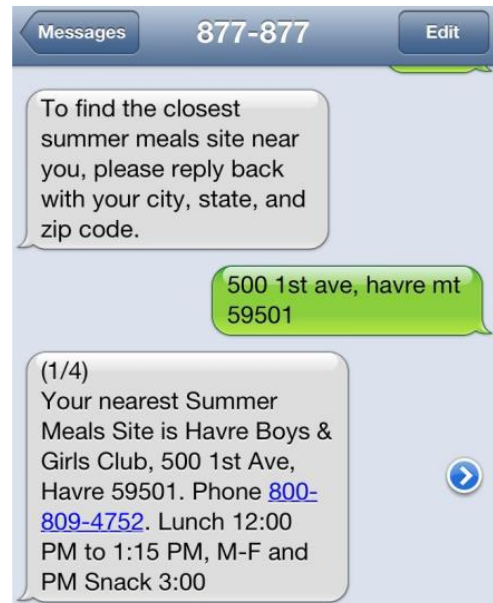 Messages
877-877
Edit
To find the closest
summer meals site near
you, please reply back
with your city, state, and
zip code.
500 1st ave, havre mt
59501
(1/4)
Your nearest Summer
Meals Site is Havre Boys &
Girls Club, 500 1st Ave,
Havre 59501. Phone 800-
809-4752. Lunch 12:00
PM to 1:15 PM, M-F and
PM Snack 3:00